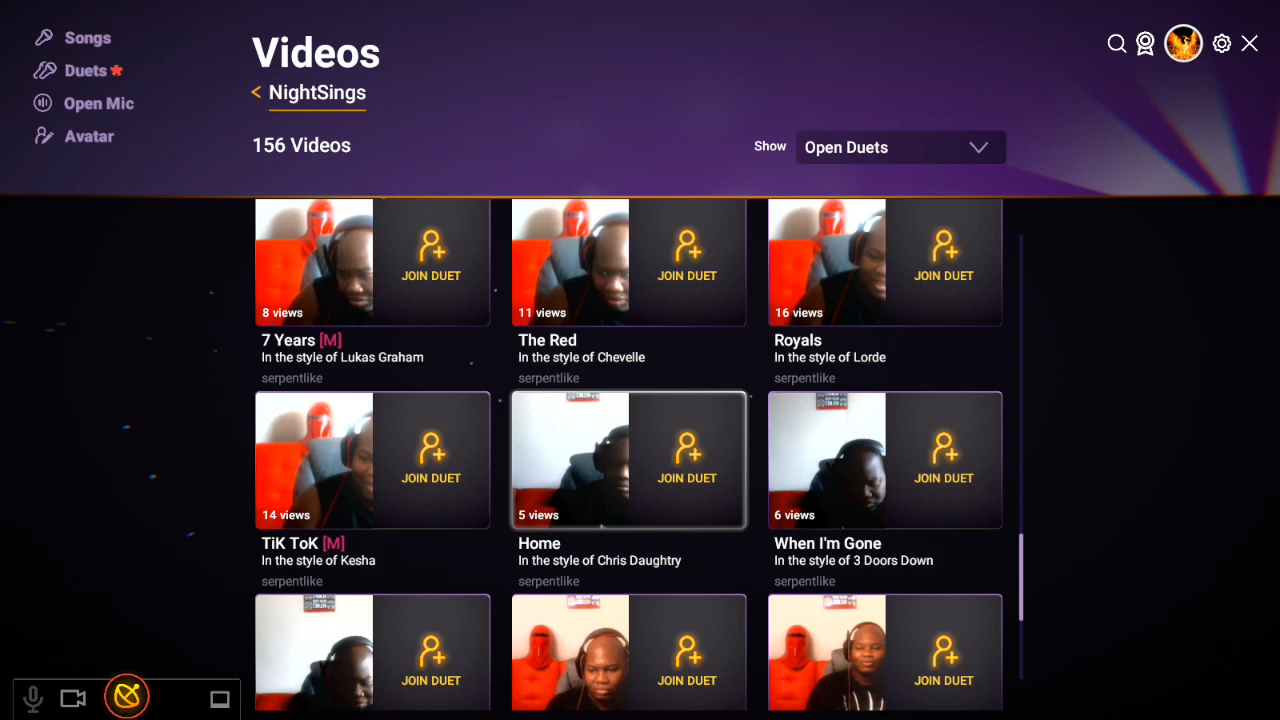 Songs
Duets *
Open Mic
Avatar
Videos
< NightSings
156 Videos
Show
Open Duets
JOIN DUET
8 views
7 Years [M]
In the style of Lukas Graham
serpentlike
JOIN DUET
11 views
The Red
In the style of Chevelle
serpentlike
JOIN DUET
16 views
Royals
In the style of Lorde
serpentlike
JOIN DUET
14 views
TiK ToK [M]
In the style of Kesha
serpentlike
JOIN DUET
5 views
Home
In the style of Chris Daughtry
serpentlike
JOIN DUET
6 views
When I'm Gone
In the style of 3 Doors Down
serpentlike
JOIN DUET
JOIN DUET
JOIN DUET